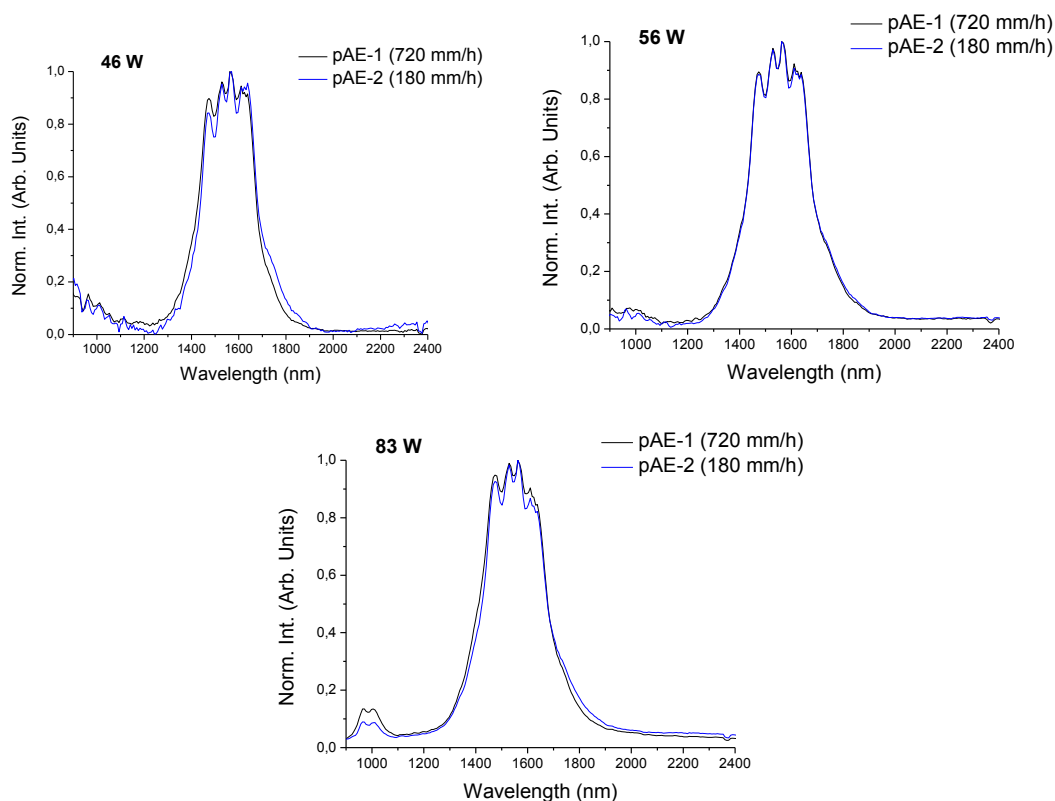 46 W
pAE-1 (720 mm/h)
pAE-2 (180 mm/h)
1,0
0,8
0,6
0,4
0,2
0,0
Norm. Int. (Arb. Units)
1000 1200 1400 1600 1800 2000 2200 2400
Wavelength (nm)
56 W
pAE-1 (720 mm/h)
pAE-2 (180 mm/h)
1,0
0,8
0,6
0,4
0,2
0,0
Norm. Int. (Arb. Units)
1000 1200 1400 1600 1800 2000 2200 2400
Wavelength (nm)
83 W
pAE-1 (720 mm/h)
pAE-2 (180 mm/h)
1,0
0,8
0,6
0,4
0,2
0,0
Norm. Int. (Arb. Units)
1000 1200 1400 1600 1800 2000 2200 2400
Wavelength (nm)